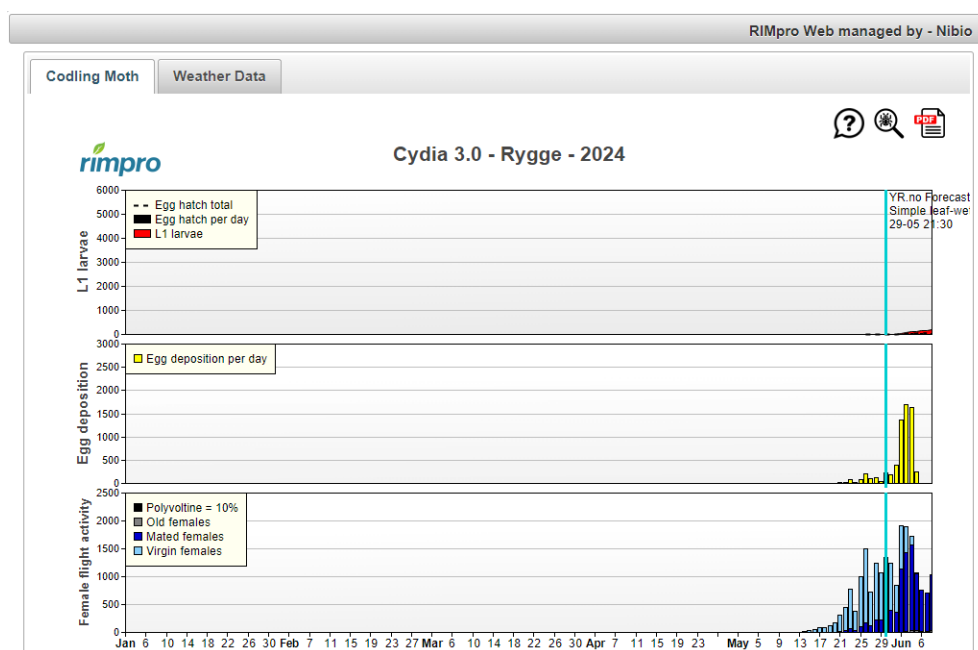 RIMpro Web managed by - Nibio
Codling Moth
Weather Data
PDF
rimpro
Cydia 3.0 - Rygge - 2024
L1 larvae
6000
5000
4000
3000
2000
1000
0
Egg hatch total
Egg hatch per day
L1 larvae
YR.no Forecast
Simple leaf-wet
29-05 21:30
Egg deposition
3000
2500
2000
1500
1000
500
0
Egg deposition per day
Female flight activity
2500
2000
1500
1000
500
0
Polyvoltine = 10%
Old females
Mated females
Virgin females
Jan 6 10 14 18 22 26 30 Feb 7 11 15 19 23 27 Mar 6 10 14 18 22 26 30 Apr 7 11 15 19 23 May 5 9 13 17 21 25 29 Jun 6